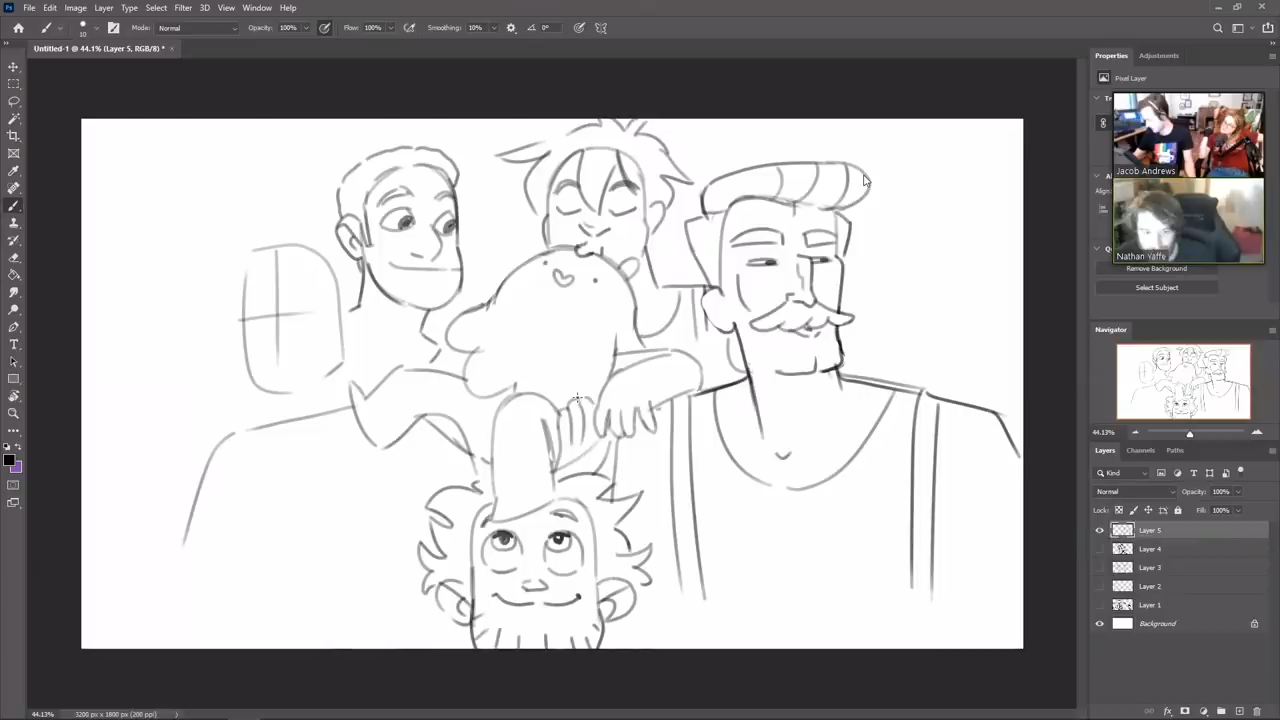 File Edit Image Layer Type Select Filter 3D View Window Help
10 Mode: Normal Opacity: 100% Flow: 100% Smoothing: 10% 0°
Untitled-1 @ 44.1% (Layer 5, RGB/8) *
Properties Adjustments
Pixel Layer
Jacob Andrews
Nathan Yaffe
Remove Background
Select Subject
Navigator
44.13%
Layers Channels Paths
Kind
Normal Opacity: 100%
Lock: Fill: 100%
Layer 5
Layer 4
Layer 3
Layer 2
Layer 1
Background
44.13% 3200 px x 1800 px (200 ppi)